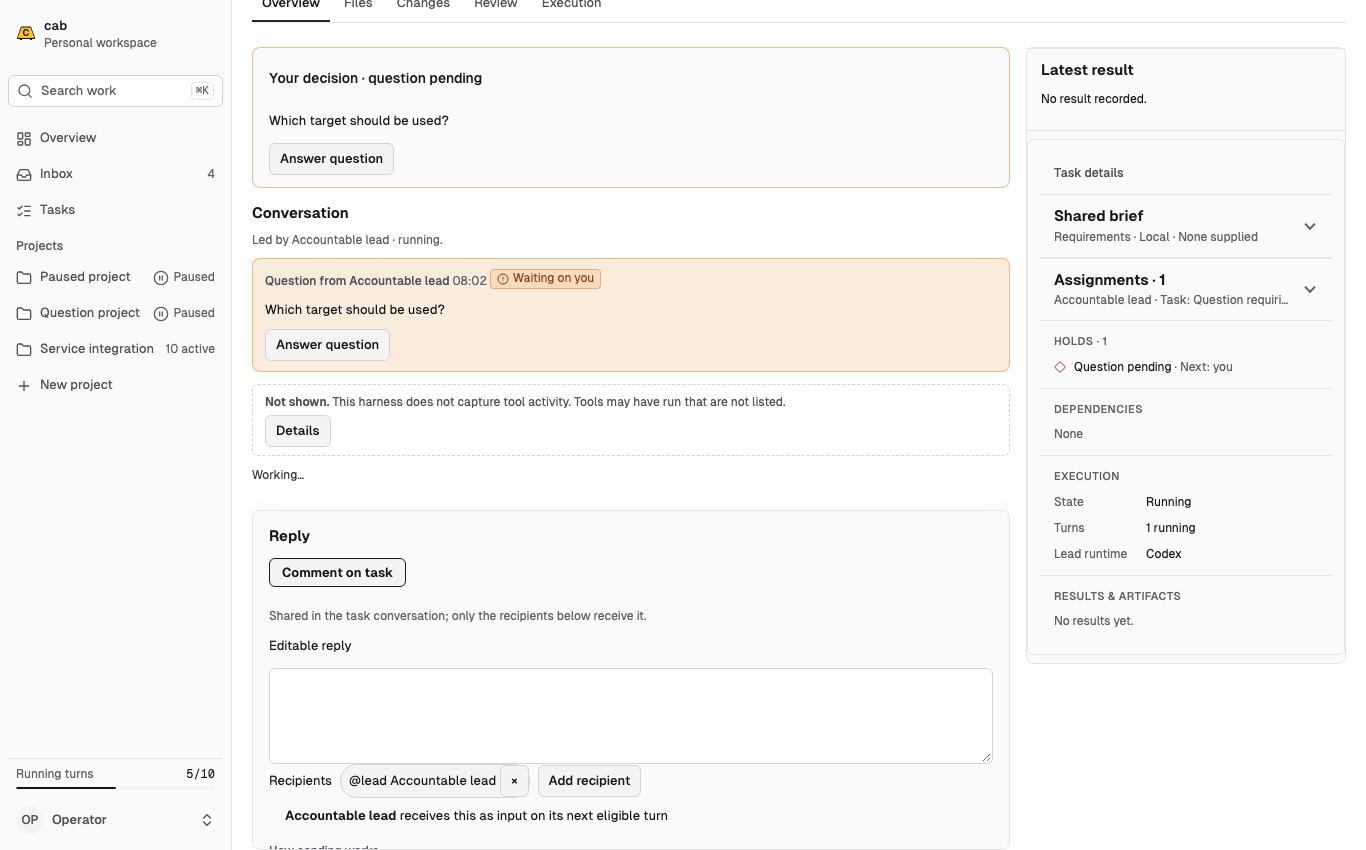 cab
Personal workspace
Search work ⌘K
Overview
Inbox 4
Tasks
Projects
Paused project Paused
Question project Paused
Service integration 10 active
New project
Running turns 5/10
OP Operator
Overview Files Changes Review Execution
Your decision · question pending
Which target should be used?
Answer question
Conversation
Led by Accountable lead · running.
Question from Accountable lead 08:02 Waiting on you
Which target should be used?
Answer question
Not shown. This harness does not capture tool activity. Tools may have run that are not listed.
Details
Working…
Reply
Comment on task
Shared in the task conversation; only the recipients below receive it.
Editable reply
Recipients @lead Accountable lead × Add recipient
Accountable lead receives this as input on its next eligible turn
How sending works
Latest result
No result recorded.
Task details
Shared brief
Requirements · Local · None supplied
Assignments · 1
Accountable lead · Task: Question requiri…
HOLDS · 1
Question pending · Next: you
DEPENDENCIES
None
EXECUTION
State Running
Turns 1 running
Lead runtime Codex
RESULTS & ARTIFACTS
No results yet.